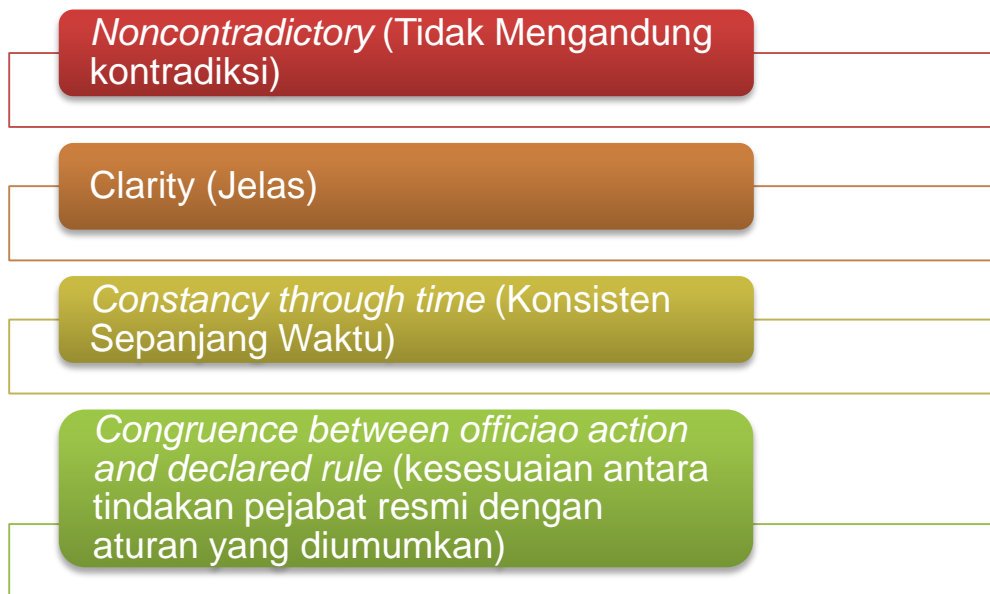 Noncontradictory (Tidak Mengandung
kontradiksi)
Clarity (Jelas)
Constancy through time (Konsisten
Sepanjang Waktu)
Congruence between officiao action
and declared rule (kesesuaian antara
tindakan pejabat resmi dengan
aturan yang diumumkan)